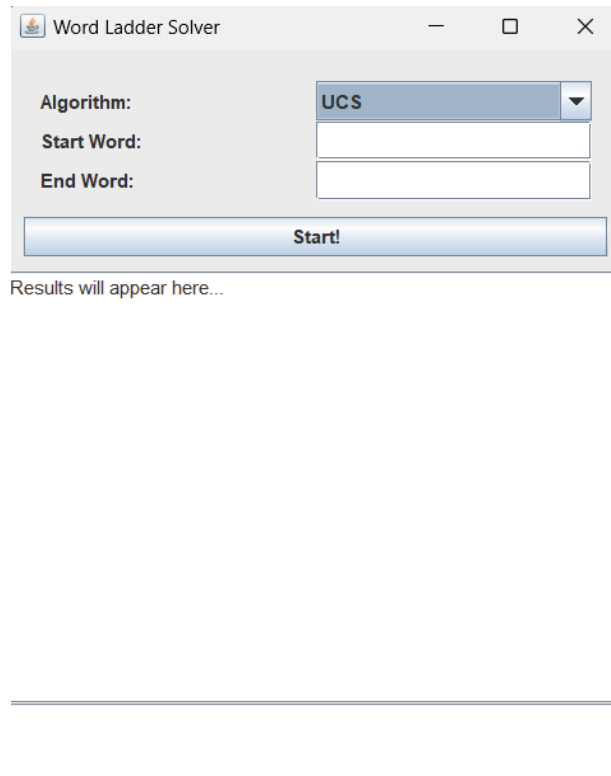 Word Ladder Solver
Algorithm: UCS
Start Word:
End Word:
Start!
Results will appear here...